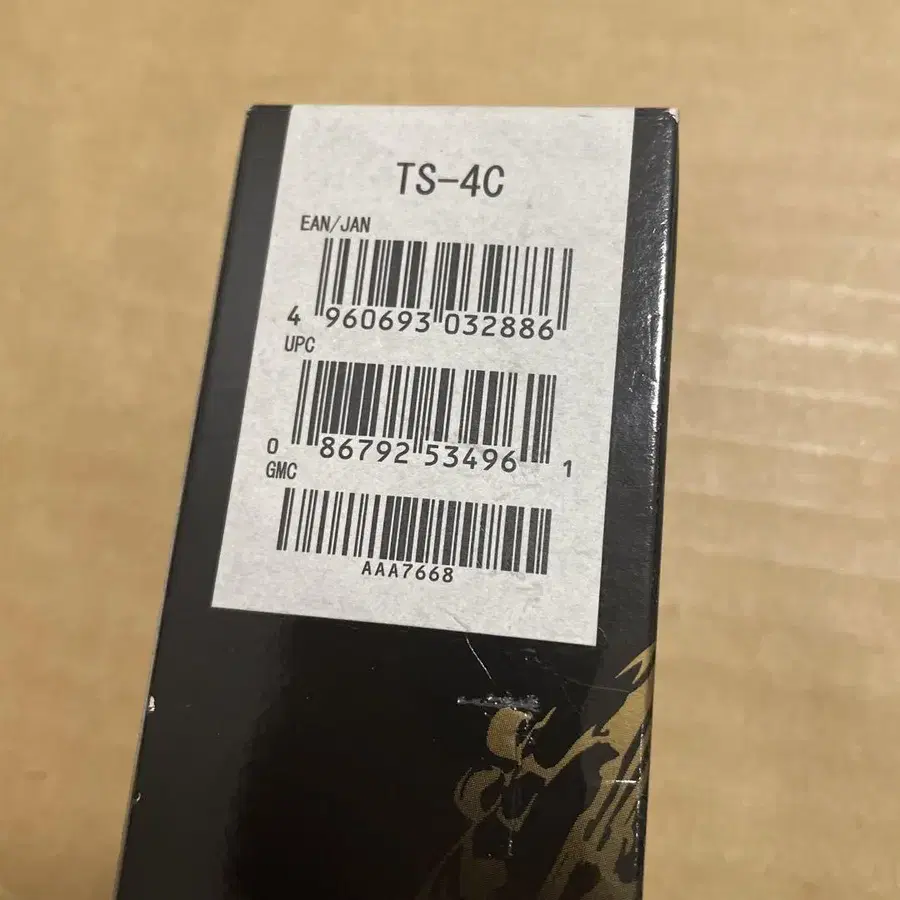 TS-4C
EAN/JAN
4 960693 032886
UPC
0 86792 53496 1
GMC
AAA7668